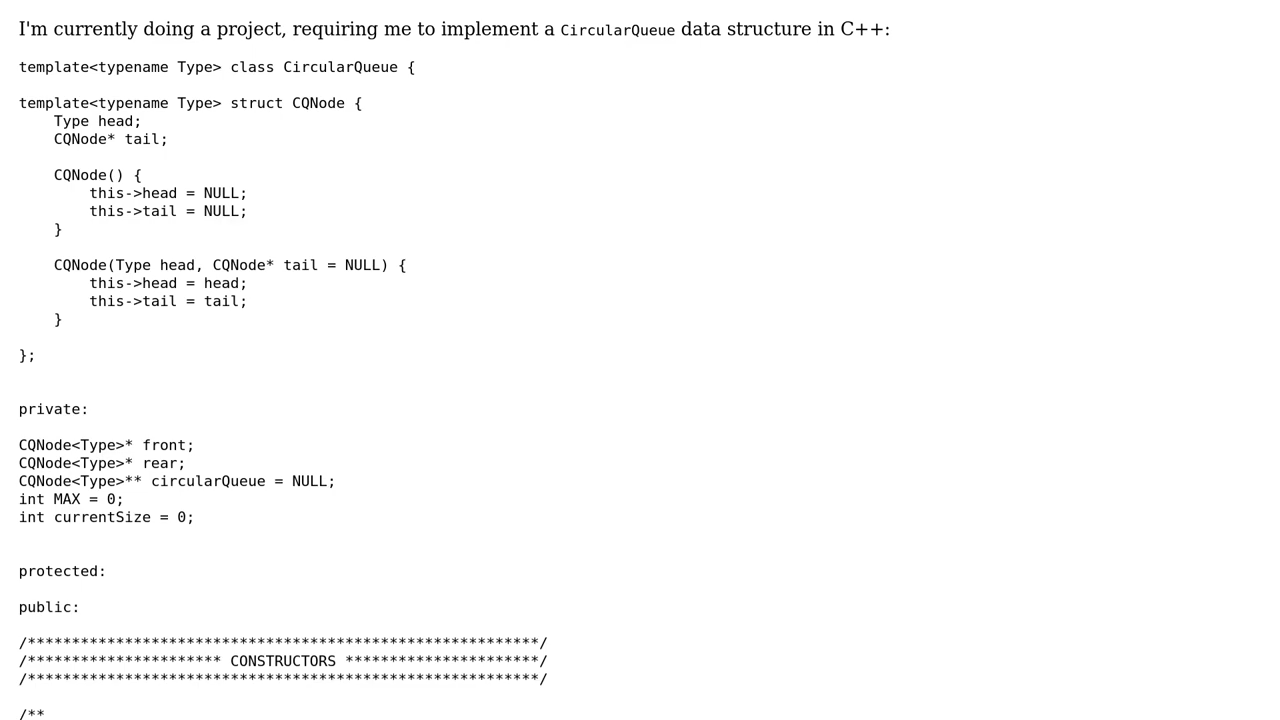 I'm currently doing a project, requiring me to implement a CircularQueue data structure in C++:
template<typename Type> class CircularQueue {
template<typename Type> struct CQNode {
    Type head;
    CQNode* tail;
    CQNode() {
        this->head = NULL;
        this->tail = NULL;
    }
    CQNode(Type head, CQNode* tail = NULL) {
        this->head = head;
        this->tail = tail;
    }
};
private:
CQNode<Type>* front;
CQNode<Type>* rear;
CQNode<Type>** circularQueue = NULL;
int MAX = 0;
int currentSize = 0;
protected:
public:
/**********************************************************/
/********************** CONSTRUCTORS **********************/
/**********************************************************/
/**